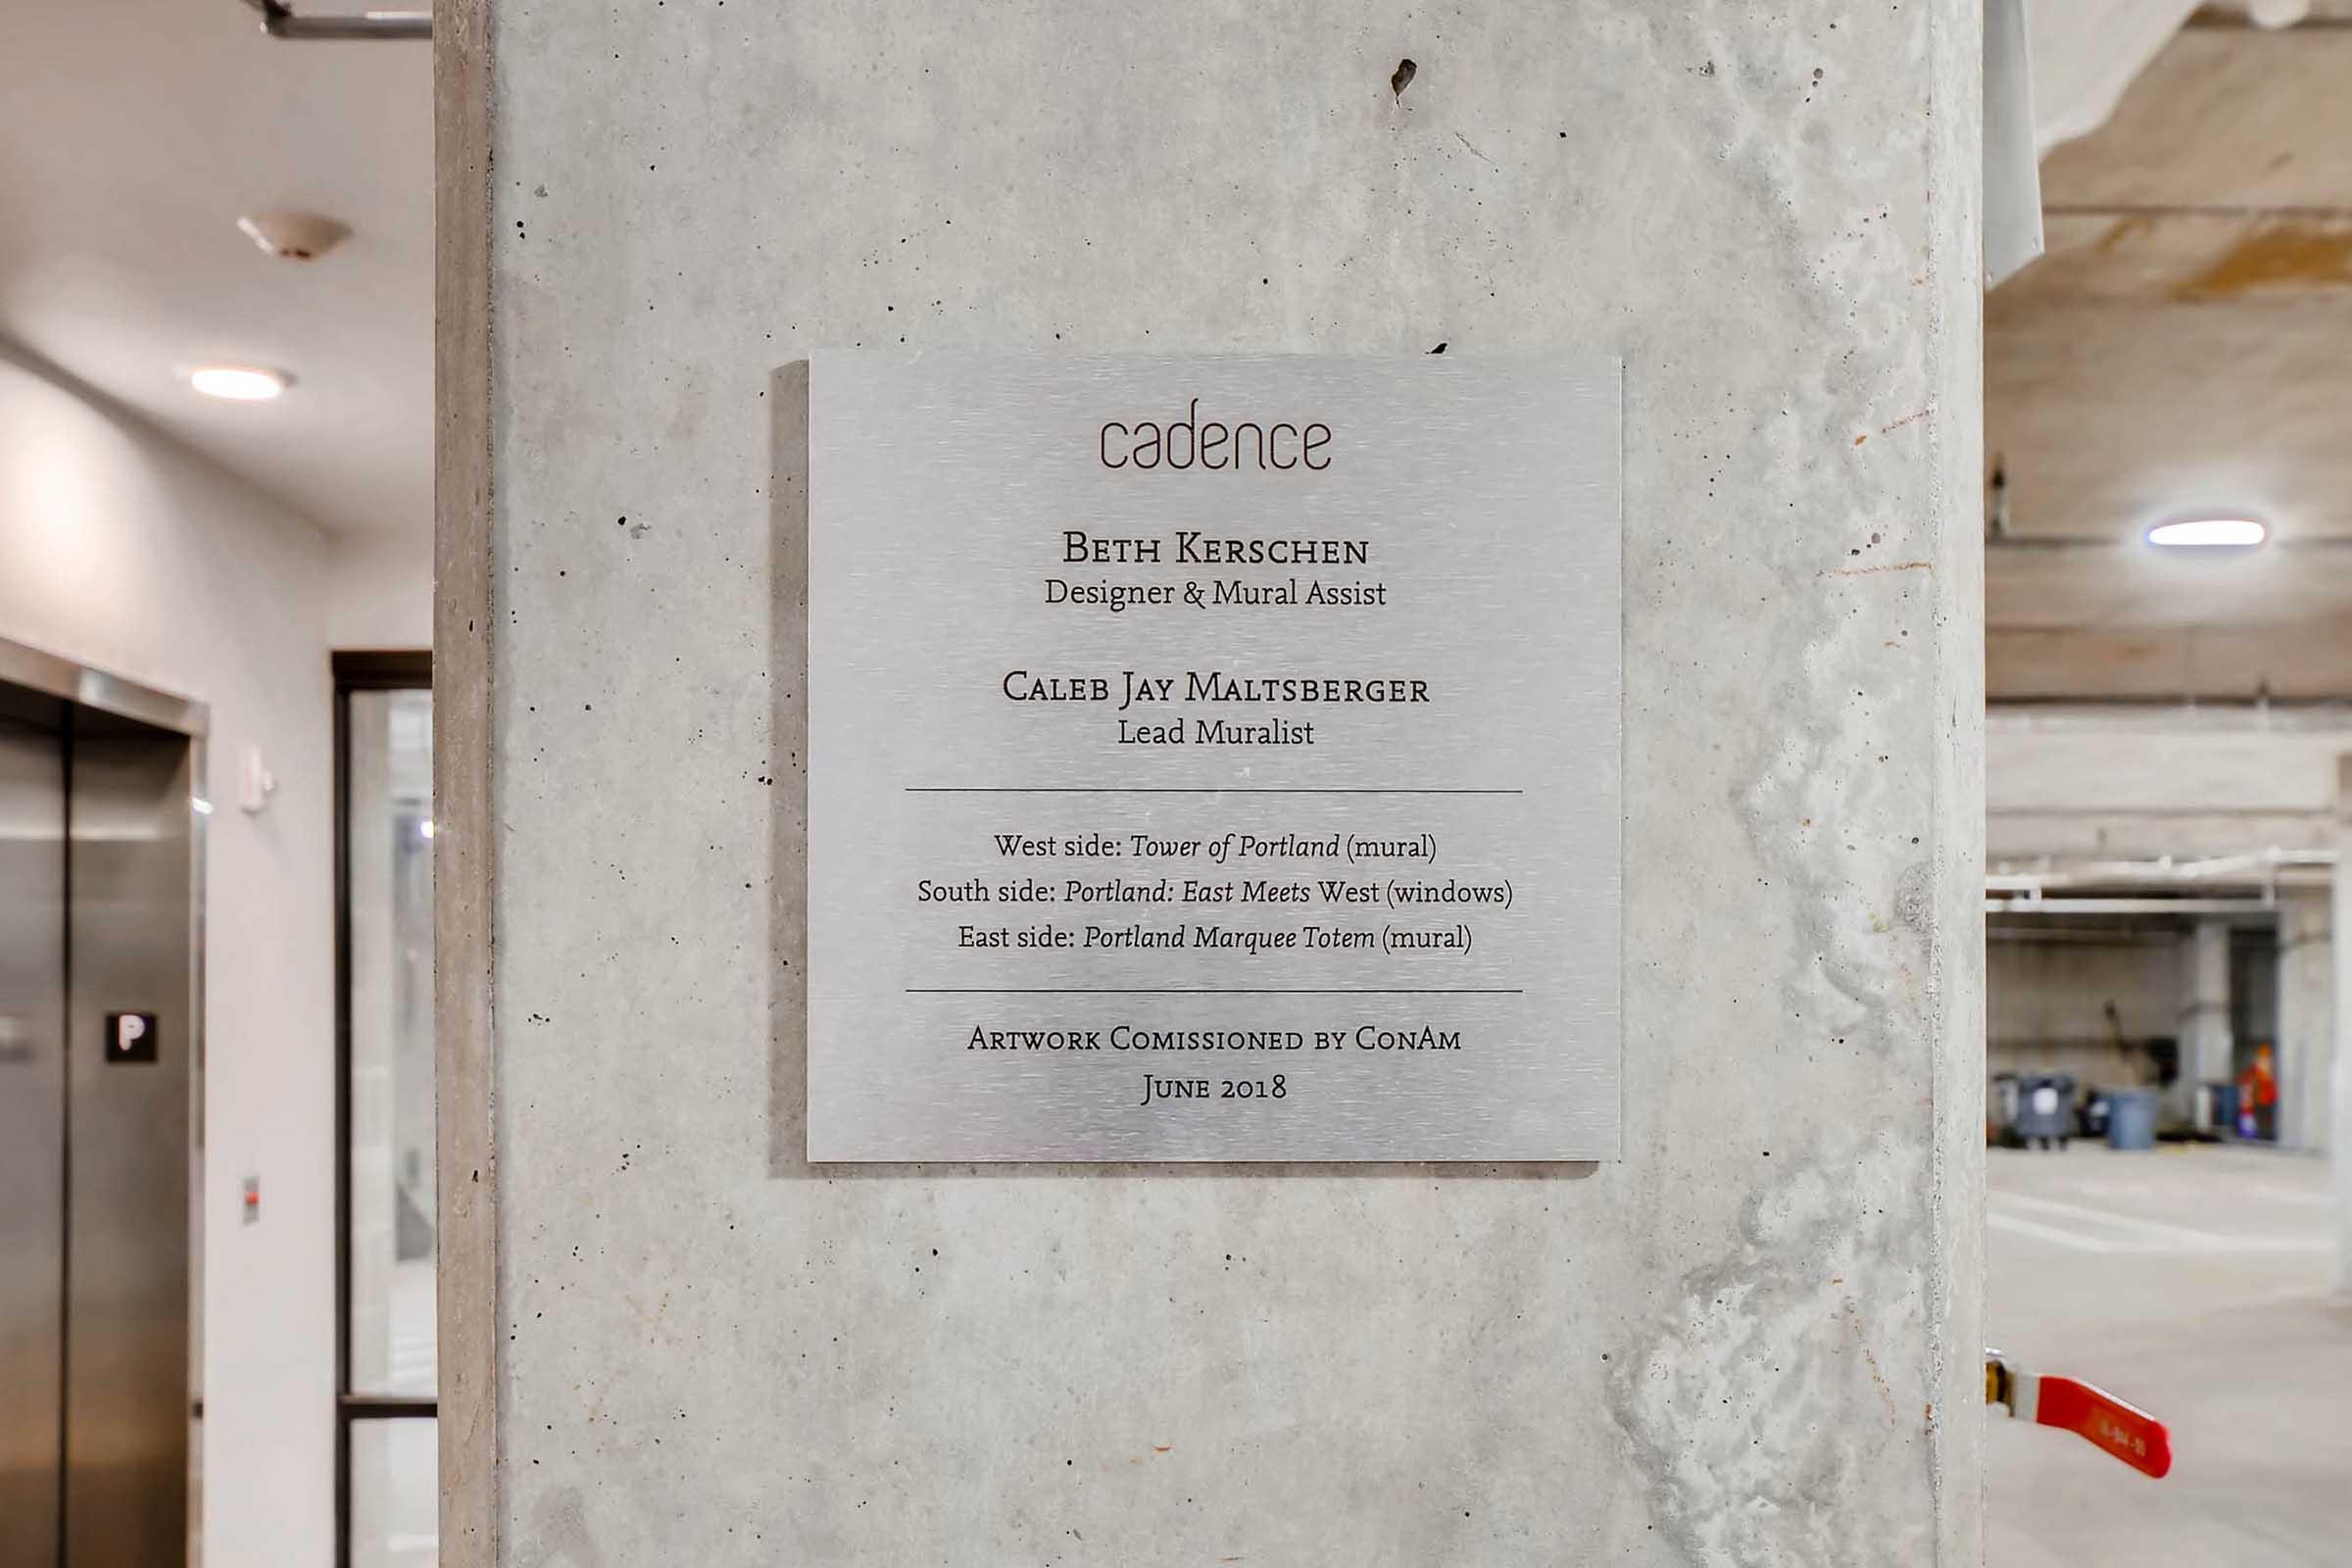 cadence
Beth Kerschen
Designer & Mural Assist
Caleb Jay Maltsberger
Lead Muralist
West side: Tower of Portland (mural)
South side: Portland: East Meets West (windows)
East side: Portland Marquee Totem (mural)
Artwork Comissioned by ConAm
June 2018
P